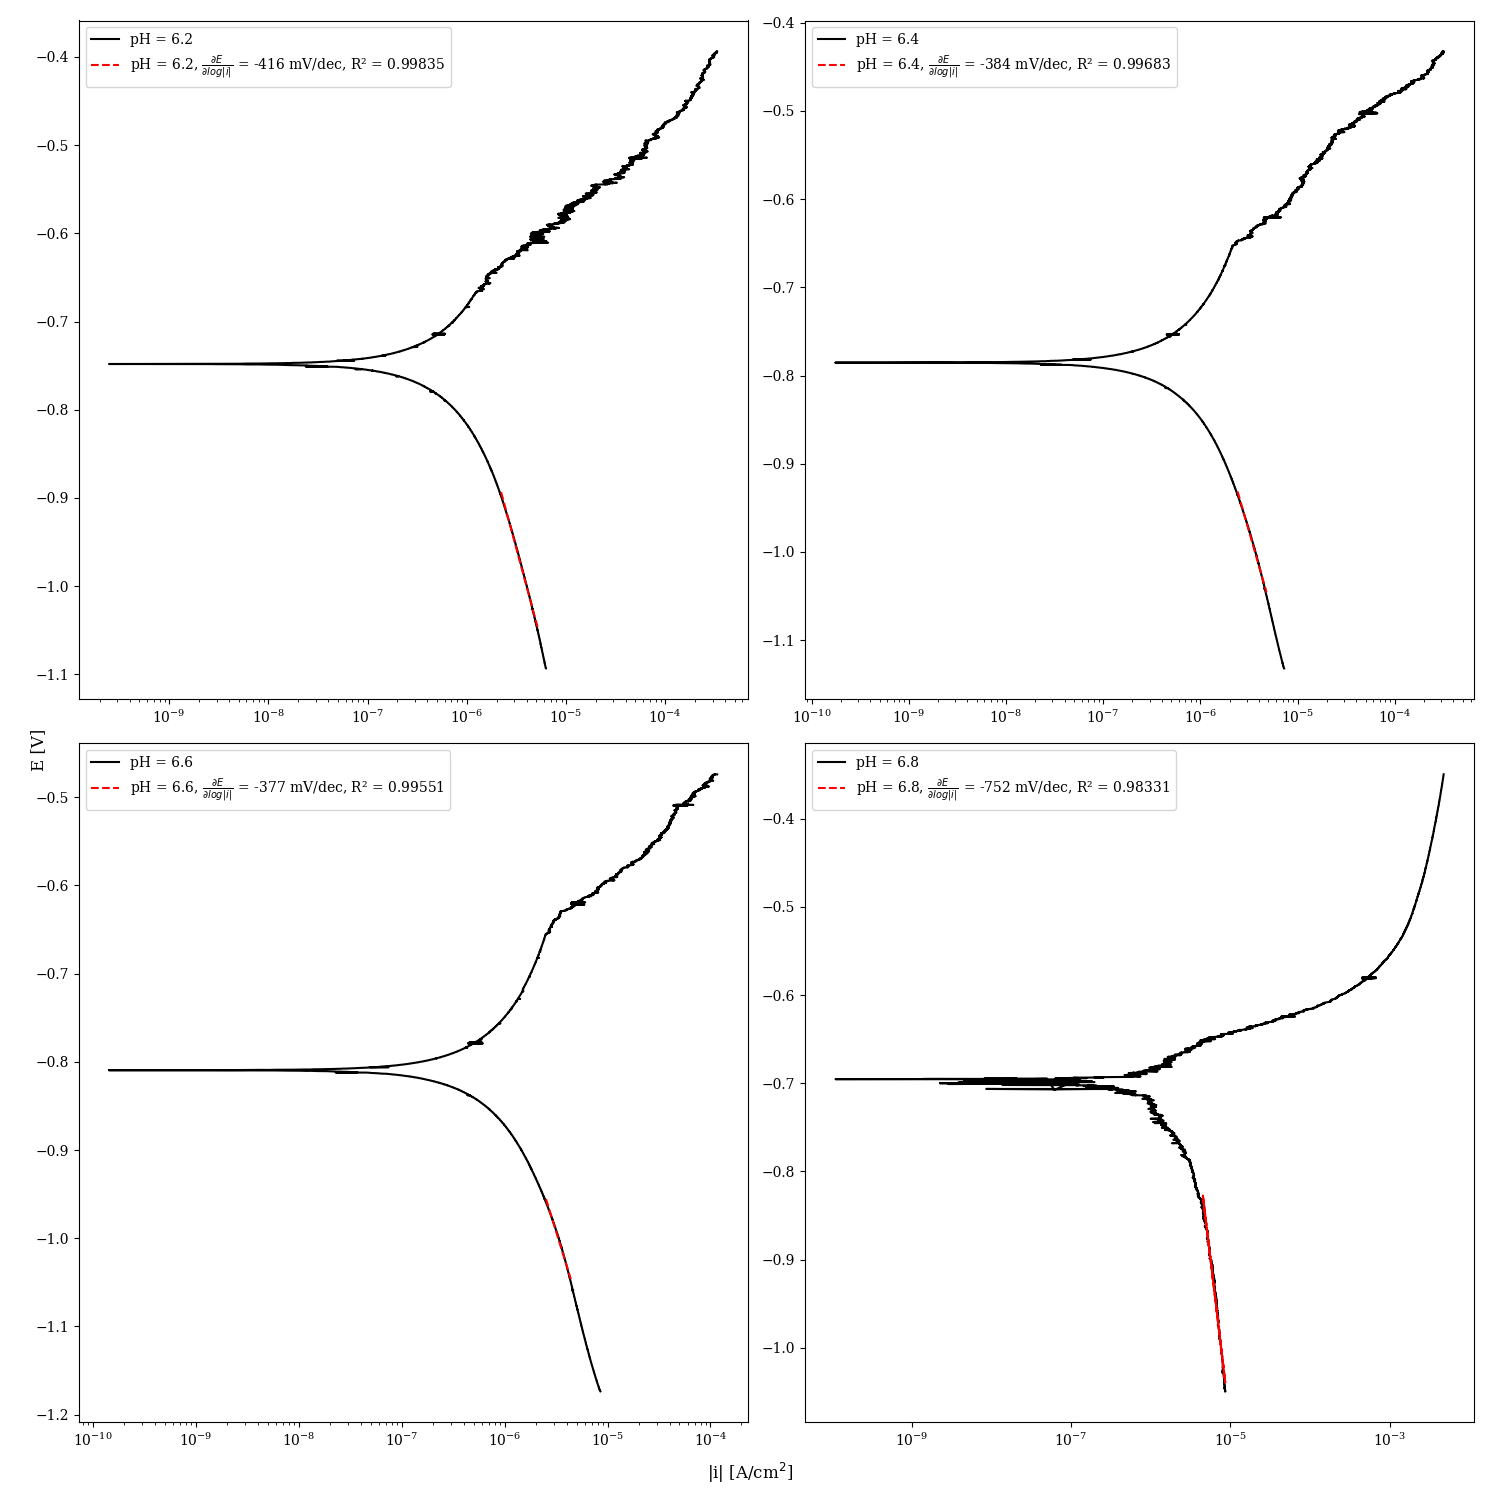 pH = 6.2
pH = 6.2, ∂E/∂log|i| = -416 mV/dec, R² = 0.99835
−0.4
−0.5
−0.6
−0.7
−0.8
−0.9
−1.0
−1.1
10⁻⁹ 10⁻⁸ 10⁻⁷ 10⁻⁶ 10⁻⁵ 10⁻⁴
pH = 6.4
pH = 6.4, ∂E/∂log|i| = -384 mV/dec, R² = 0.99683
−0.4
−0.5
−0.6
−0.7
−0.8
−0.9
−1.0
−1.1
10⁻¹⁰ 10⁻⁹ 10⁻⁸ 10⁻⁷ 10⁻⁶ 10⁻⁵ 10⁻⁴
E [V]
pH = 6.6
pH = 6.6, ∂E/∂log|i| = -377 mV/dec, R² = 0.99551
−0.5
−0.6
−0.7
−0.8
−0.9
−1.0
−1.1
−1.2
10⁻¹⁰ 10⁻⁹ 10⁻⁸ 10⁻⁷ 10⁻⁶ 10⁻⁵ 10⁻⁴
pH = 6.8
pH = 6.8, ∂E/∂log|i| = -752 mV/dec, R² = 0.98331
−0.4
−0.5
−0.6
−0.7
−0.8
−0.9
−1.0
10⁻⁹ 10⁻⁷ 10⁻⁵ 10⁻³
|i| [A/cm²]